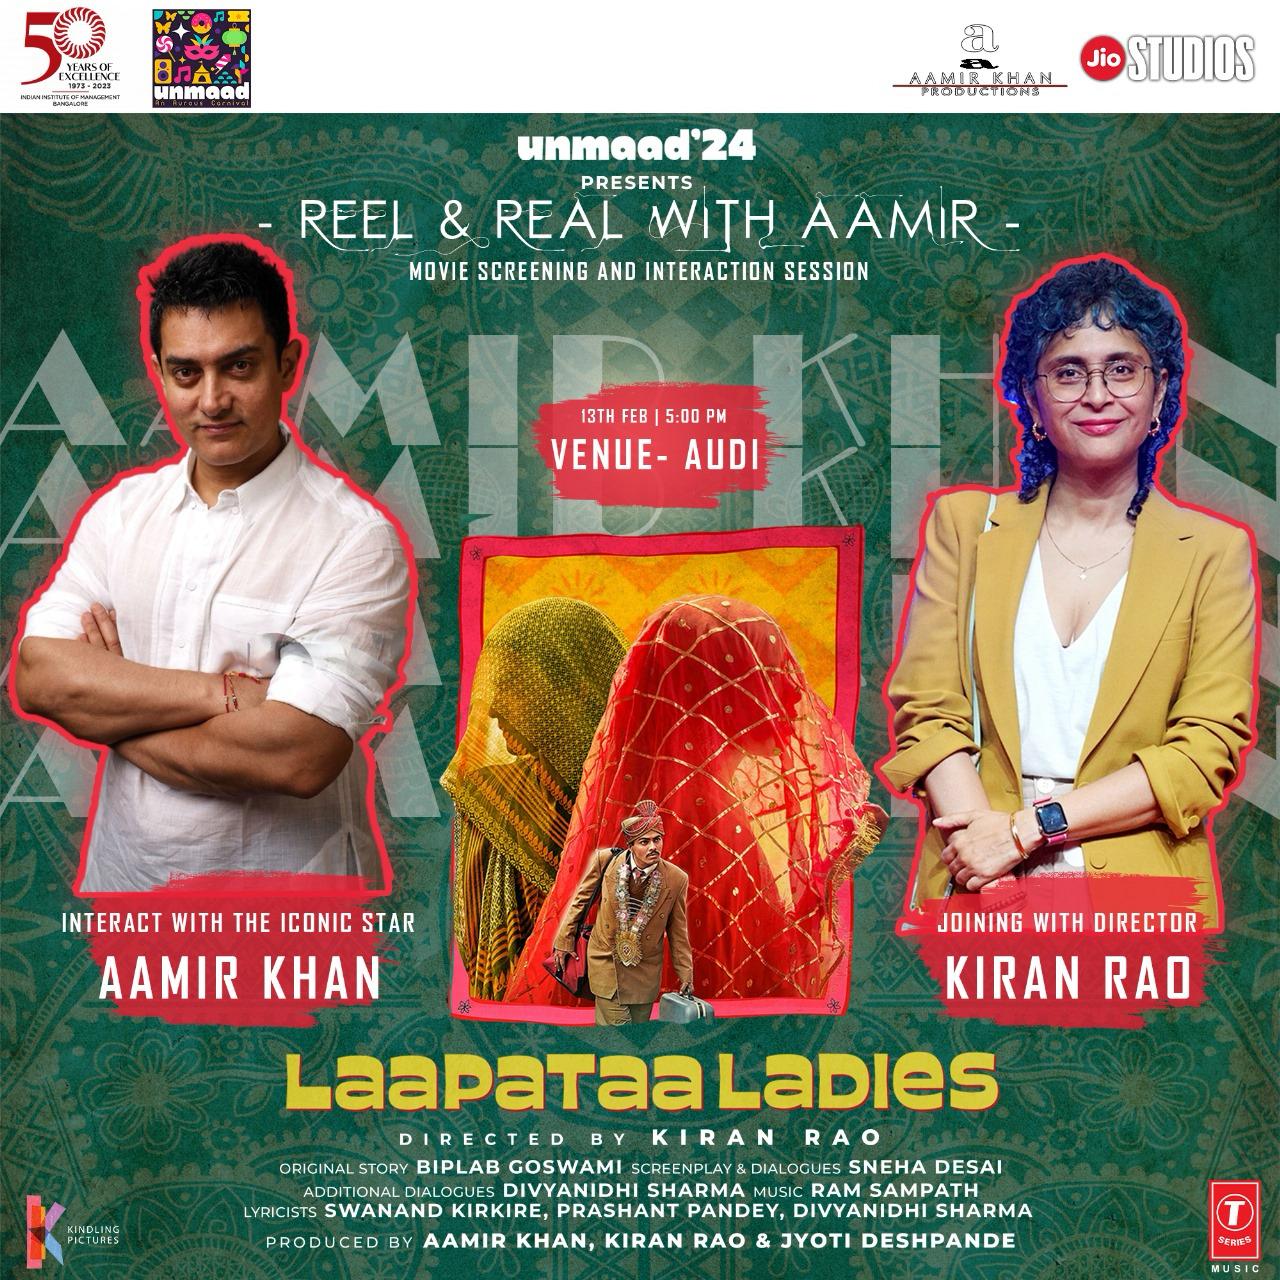 50
YEARS OF
EXCELLENCE
1973 - 2023
INDIAN INSTITUTE OF MANAGEMENT
BANGALORE
unmaad
An Aurous Carnival
a
AAMIR KHAN
PRODUCTIONS
Jio STUDIOS
unmaad'24
PRESENTS
- REEL & REAL WITH AAMIR -
MOVIE SCREENING AND INTERACTION SESSION
AAMIR KHAN
AAMIR KHAN
13TH FEB | 5:00 PM
VENUE- AUDI
INTERACT WITH THE ICONIC STAR
AAMIR KHAN
JOINING WITH DIRECTOR
KIRAN RAO
LaaPaTaa LaDIes
DIRECTED BY KIRAN RAO
ORIGINAL STORY BIPLAB GOSWAMI SCREENPLAY & DIALOGUES SNEHA DESAI
ADDITIONAL DIALOGUES DIVYANIDHI SHARMA MUSIC RAM SAMPATH
LYRICISTS SWANAND KIRKIRE, PRASHANT PANDEY, DIVYANIDHI SHARMA
PRODUCED BY AAMIR KHAN, KIRAN RAO & JYOTI DESHPANDE
K KINDLING
PICTURES
T
SERIES
MUSIC